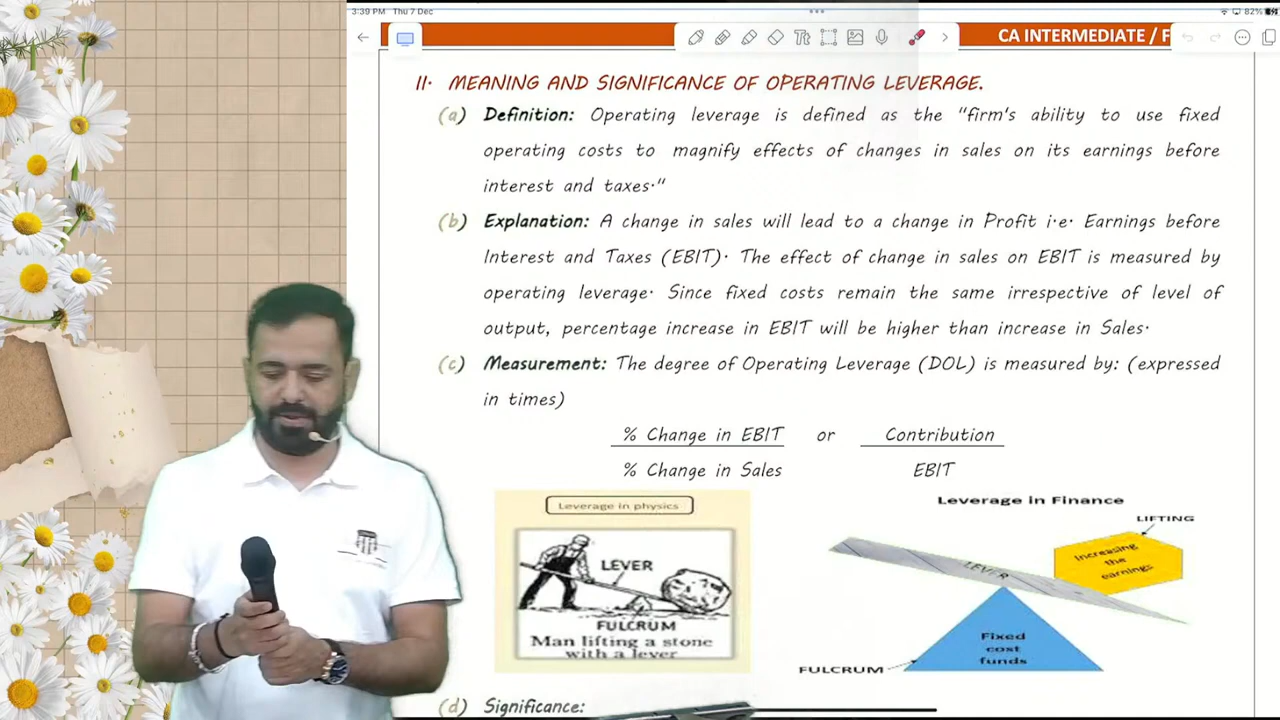 3:39 PM Thu 7 Dec
82%
CA INTERMEDIATE / F
II. MEANING AND SIGNIFICANCE OF OPERATING LEVERAGE.
(a) Definition: Operating leverage is defined as the "firm's ability to use fixed
operating costs to magnify effects of changes in sales on its earnings before
interest and taxes."
(b) Explanation: A change in sales will lead to a change in Profit i.e. Earnings before
Interest and Taxes (EBIT). The effect of change in sales on EBIT is measured by
operating leverage. Since fixed costs remain the same irrespective of level of
output, percentage increase in EBIT will be higher than increase in Sales.
(c) Measurement: The degree of Operating Leverage (DOL) is measured by: (expressed
in times)
% Change in EBIT or Contribution
% Change in Sales EBIT
Leverage in physics
LEVER
FULCRUM
Man lifting a stone
with a lever
Leverage in Finance
LIFTING
Increasing
the
earnings
LEVER
Fixed
cost
funds
FULCRUM
(d) Significance: